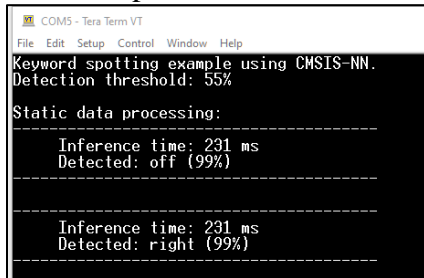 COM5 - Tera Term VT
File Edit Setup Control Window Help
Keyword spotting example using CMSIS-NN.
Detection threshold: 55%
Static data processing:
----------------------------------------
Inference time: 231 ms
Detected: off (99%)
----------------------------------------
----------------------------------------
Inference time: 231 ms
Detected: right (99%)
----------------------------------------